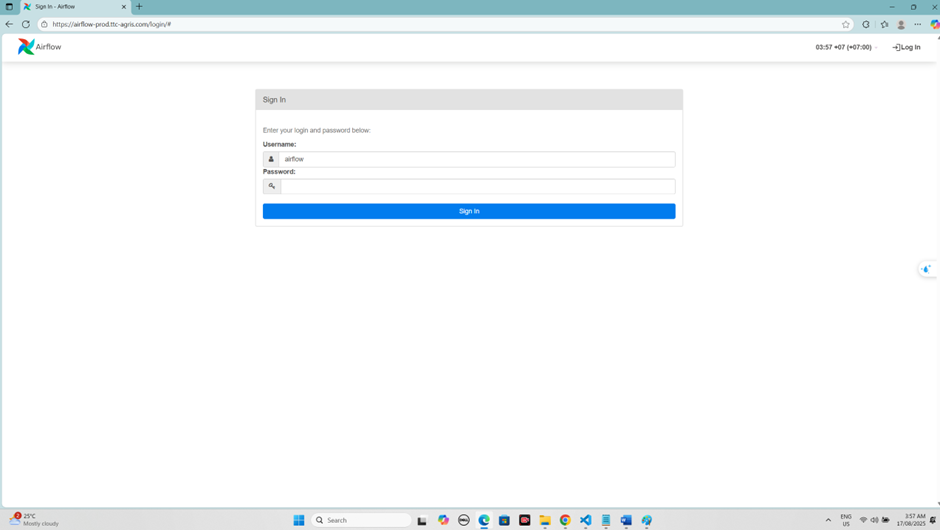 Sign In - Airflow
https://airflow-prod.ttc-agris.com/login/#
Airflow
03:57 +07 (+07:00)
Log In
Sign In
Enter your login and password below:
Username:
airflow
Password:
Sign In
2
25°C
Mostly cloudy
Search
DELL
ENG
US
3:57 AM
17/08/2025